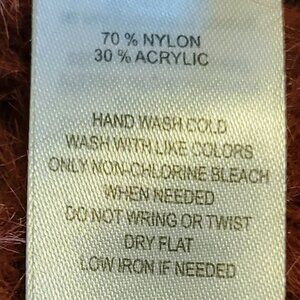 70 % NYLON
30 % ACRYLIC
HAND WASH COLD
WASH WITH LIKE COLORS
ONLY NON-CHLORINE BLEACH
WHEN NEEDED
DO NOT WRING OR TWIST
DRY FLAT
LOW IRON IF NEEDED